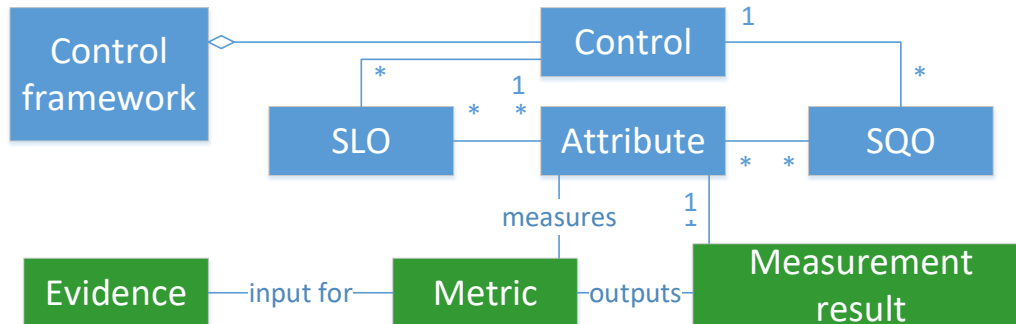 Control
framework
Control
1
*
1
*
SLO
* *
Attribute
* *
SQO
measures
1
*
Evidence
input for
Metric
outputs
Measurement
result